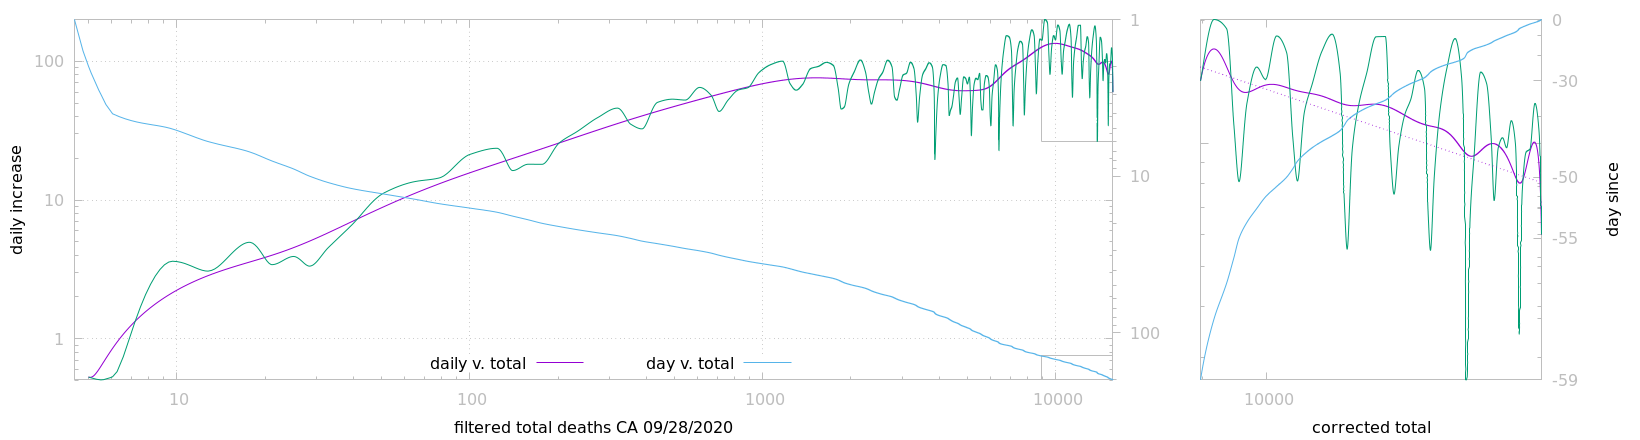 daily increase
100
10
1
daily v. total
day v. total
10
100
1000
10000
filtered total deaths CA 09/28/2020
1
10
100
0
-30
-50
-55
-59
day since
10000
corrected total